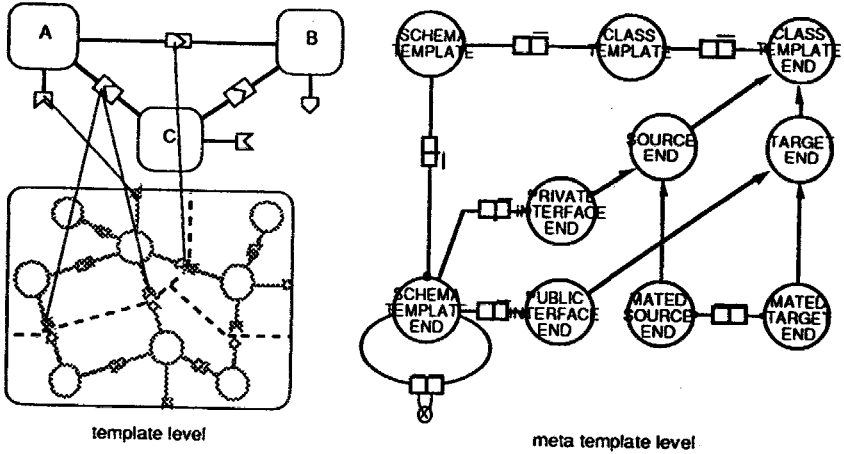 A
B
C
template level
SCHEMA
TEMPLATE
CLASS
TEMPLATE
CLASS
TEMPLATE
END
SOURCE
END
TARGET
END
PRIVATE
INTERFACE
END
SCHEMA
TEMPLATE
END
PUBLIC
INTERFACE
END
MATED
SOURCE
END
MATED
TARGET
END
meta template level